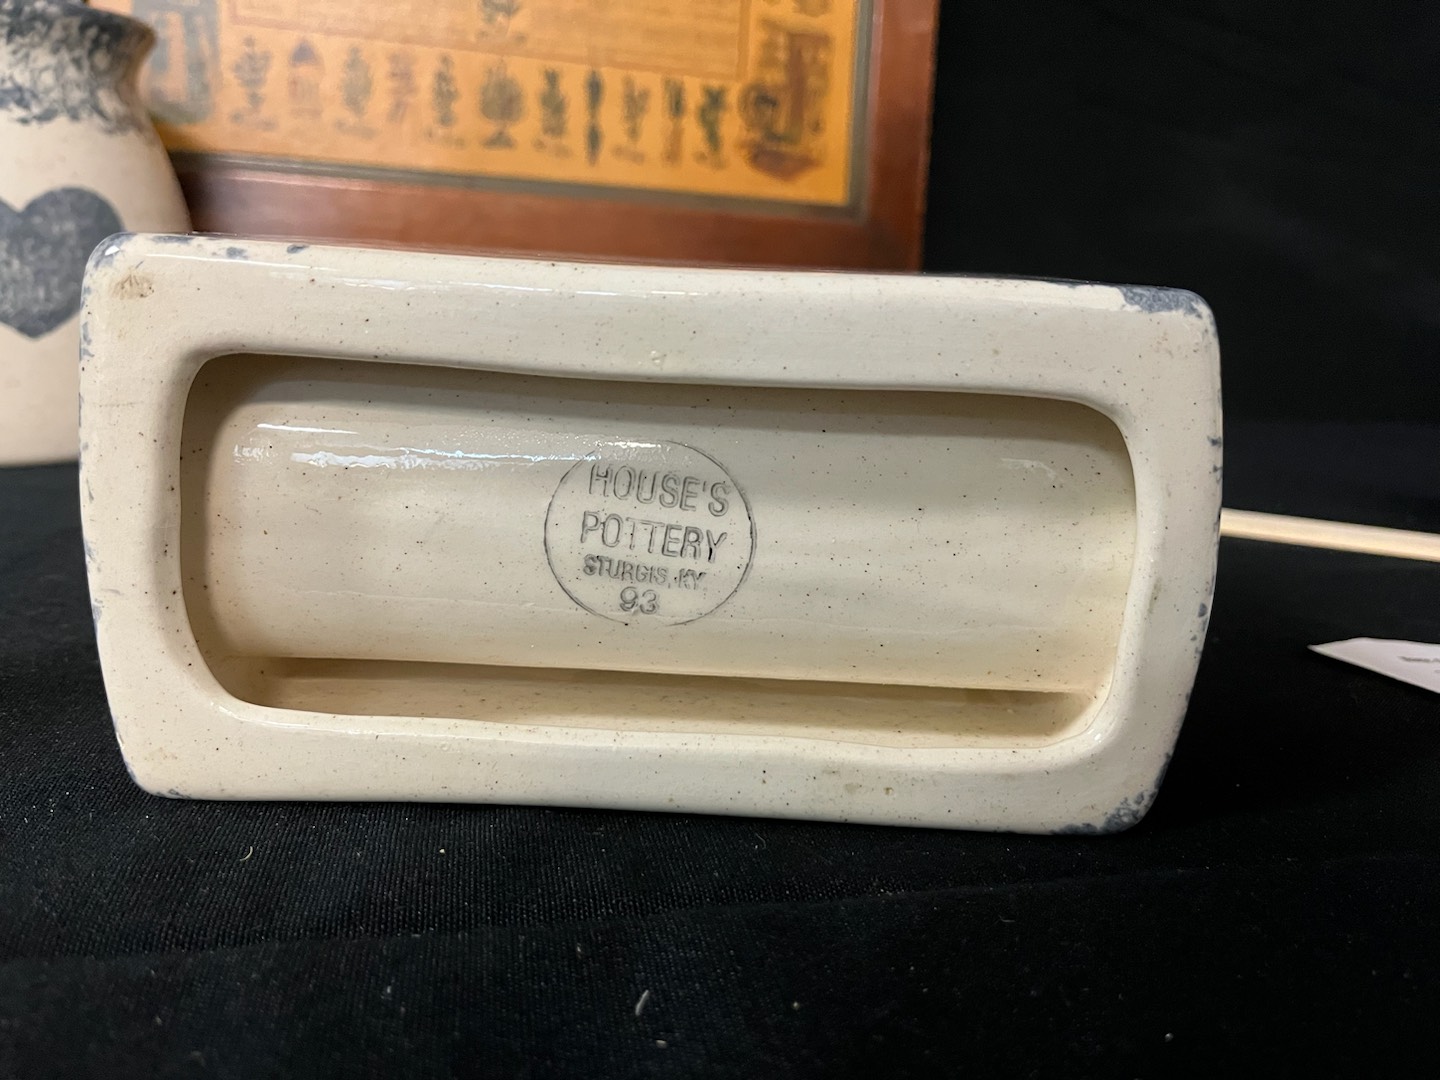 HOUSE'S
POTTERY
STURGIS, KY
93